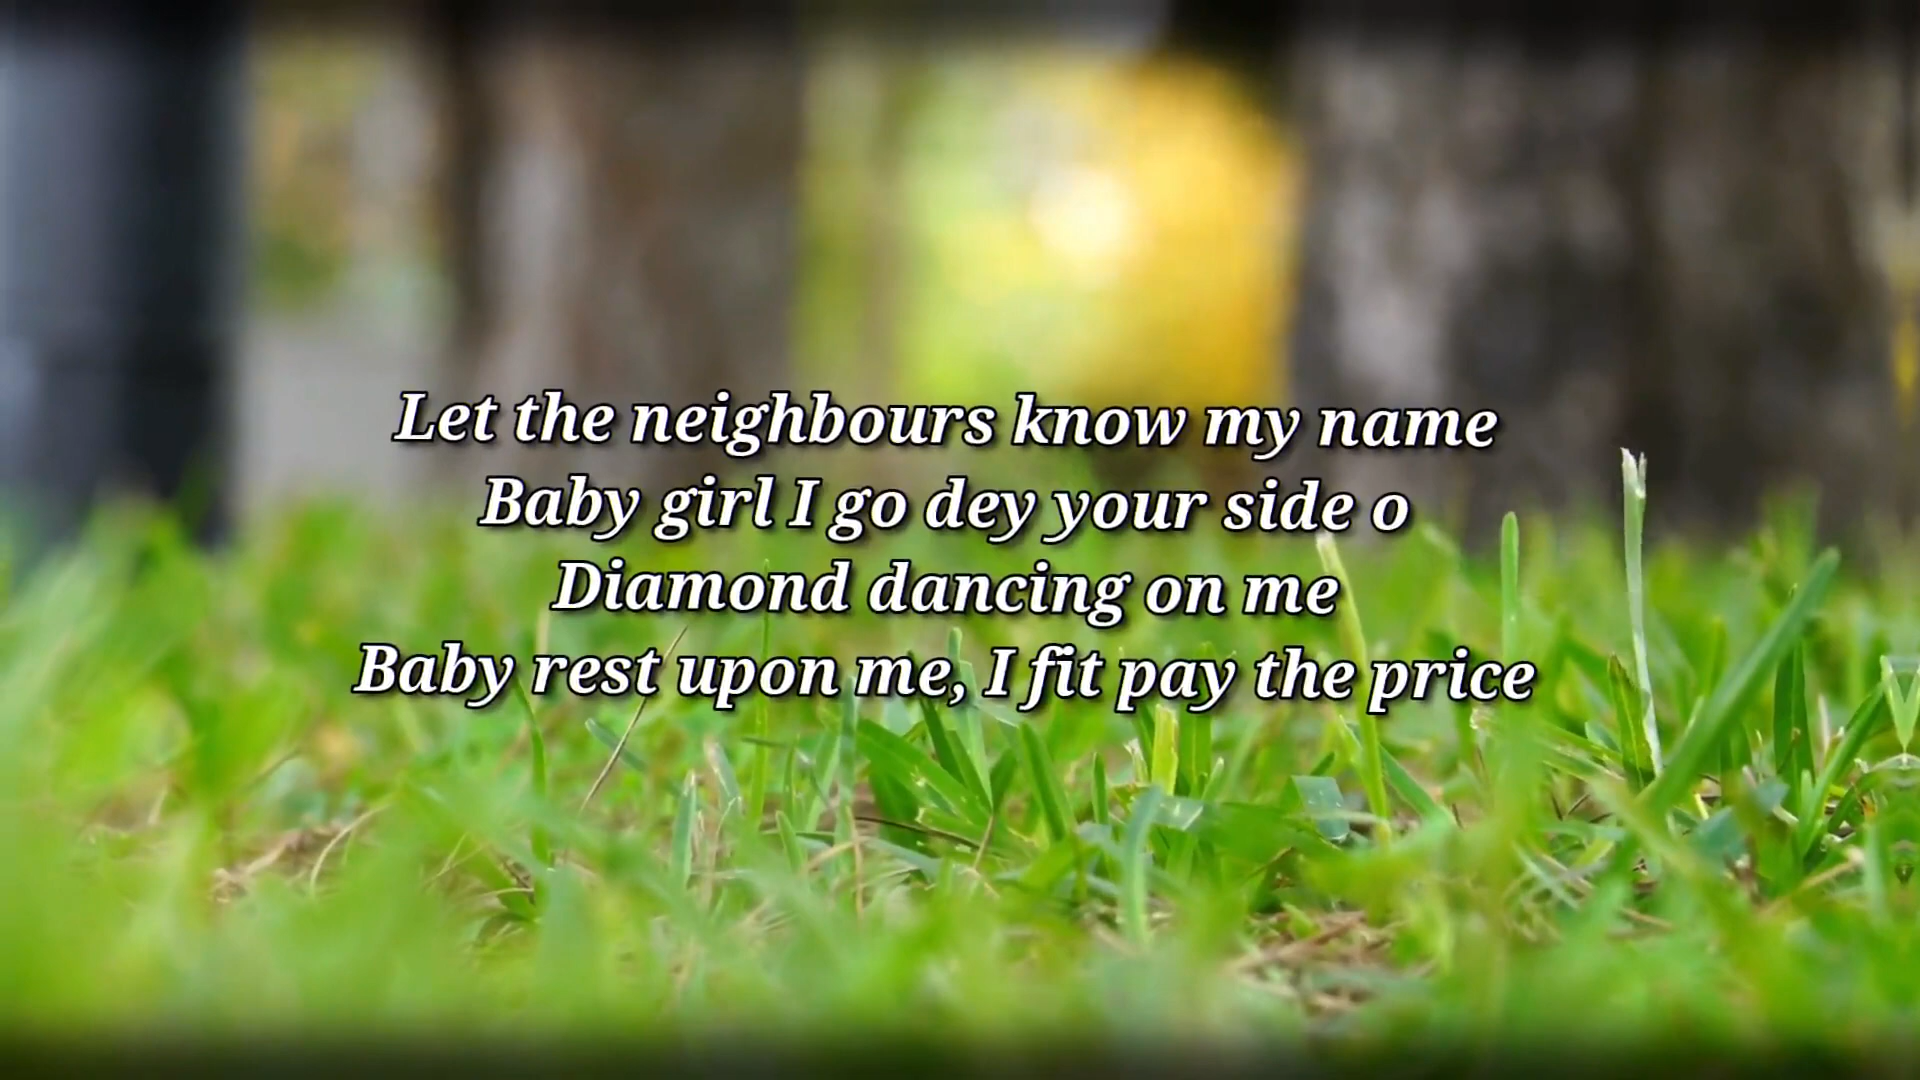 Let the neighbours know my name
Baby girl I go dey your side o
Diamond dancing on me
Baby rest upon me, I fit pay the price